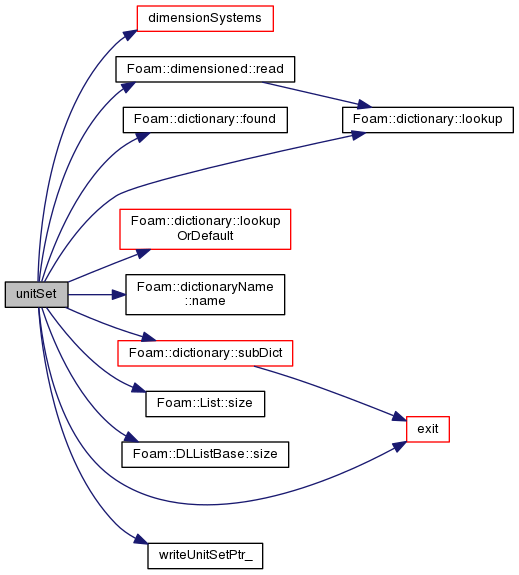 dimensionSystems
Foam::dimensioned::read
Foam::dictionary::found
Foam::dictionary::lookup
Foam::dictionary::lookup
OrDefault
unitSet
Foam::dictionaryName
::name
Foam::dictionary::subDict
Foam::List::size
exit
Foam::DLListBase::size
writeUnitSetPtr_